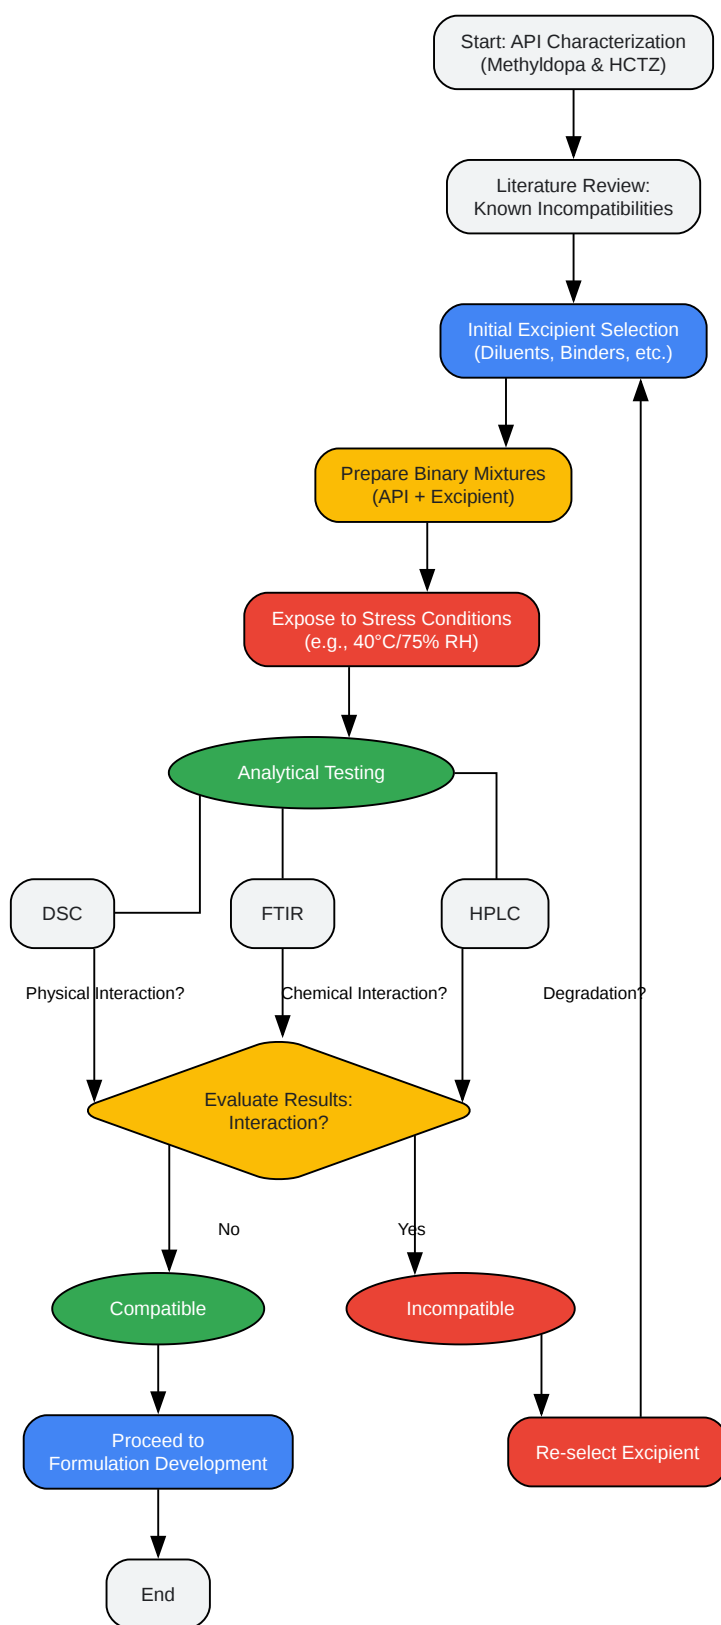 Start: API Characterization
(Methyldopa & HCTZ)
Literature Review:
Known Incompatibilities
Initial Excipient Selection
(Diluents, Binders, etc.)
Prepare Binary Mixtures
(API + Excipient)
Expose to Stress Conditions
(e.g., 40°C/75% RH)
Analytical Testing
DSC
FTIR
HPLC
Physical Interaction?
Chemical Interaction?
Degradation?
Evaluate Results:
Interaction?
No
Yes
Compatible
Incompatible
Proceed to
Formulation Development
Re-select Excipient
End